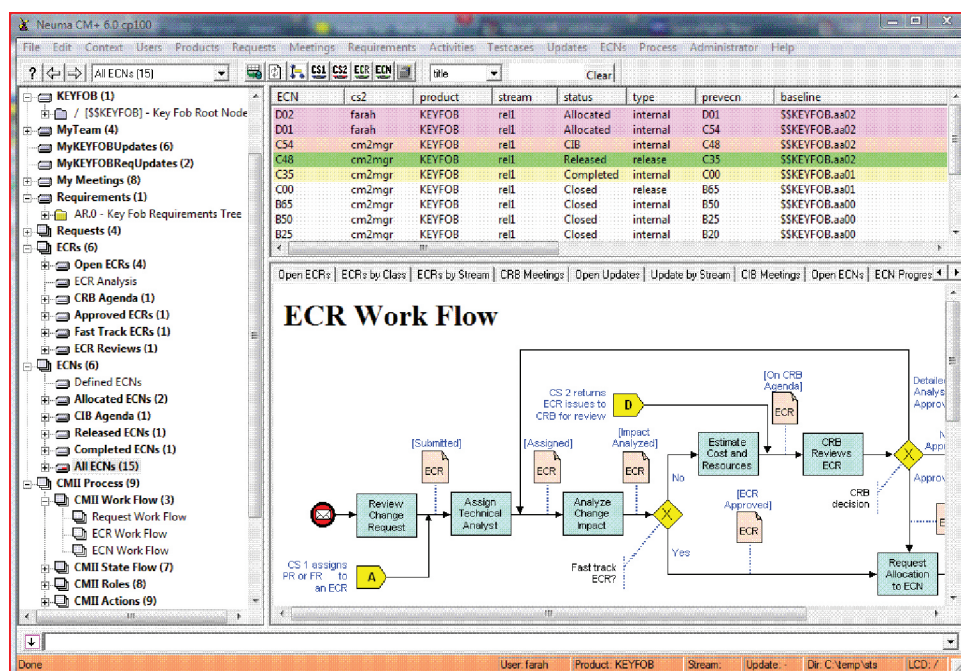 Neuma CM+ 6.0 cp100
File Edit Context Users Products Requests Meetings Requirements Activities Testcases Updates ECNs Process Administrator Help
? All ECNs (15) CS1 CS2 ECR ECN title Clear
KEYFOB (1)
/ [$$KEYFOB] - Key Fob Root Node
MyTeam (4)
MyKEYFOBUpdates (6)
MyKEYFOBReqUpdates (2)
My Meetings (8)
Requirements (1)
AR.0 - Key Fob Requirements Tree
Requests (4)
ECRs (6)
Open ECRs (4)
ECR Analysis
CRB Agenda (1)
Approved ECRs (1)
Fast Track ECRs (1)
ECR Reviews (1)
ECNs (6)
Defined ECNs
Allocated ECNs (2)
CIB Agenda (1)
Released ECNs (1)
Completed ECNs (1)
All ECNs (15)
CMII Process (9)
CMII Work Flow (3)
Request Work Flow
ECR Work Flow
ECN Work Flow
CMII State Flow (7)
CMII Roles (8)
CMII Actions (9)
ECN cs2 product stream status type prevecn baseline
D02 farah KEYFOB rel1 Allocated internal D01 $$KEYFOB.aa02
D01 farah KEYFOB rel1 Allocated internal C54 $$KEYFOB.aa02
C54 cm2mgr KEYFOB rel1 CIB internal C48 $$KEYFOB.aa02
C48 cm2mgr KEYFOB rel1 Released release C35 $$KEYFOB.aa02
C35 cm2mgr KEYFOB rel1 Completed internal C00 $$KEYFOB.aa01
C00 cm2mgr KEYFOB rel1 Closed release B65 $$KEYFOB.aa01
B65 cm2mgr KEYFOB rel1 Closed internal B50 $$KEYFOB.aa00
B50 cm2mgr KEYFOB rel1 Closed internal B25 $$KEYFOB.aa00
B25 cm2mgr KEYFOB rel1 Closed internal B20 $$KEYFOB.aa00
Open ECRs ECRs by Class ECRs by Stream CRB Meetings Open Updates Update by Stream CIB Meetings Open ECNs ECN Progres
ECR Work Flow
CS 2 returns
ECR issues to
CRB for review
D
[On CRB
Agenda]
ECR
Detailed
Analys
Approv
[Submitted]
ECR
[Assigned]
ECR
[Impact
Analyzed]
ECR
Estimate
Cost and
Resources
CRB
Reviews
ECR
X
N
Appro
Review
Change
Request
Assign
Technical
Analyst
Analyze
Change
Impact
X
No
[ECR
Approved]
ECR
CRB
decision
Approv
E
CS 1 assigns
PR or FR to
an ECR
A
Fast track
ECR?
Yes
Request
Allocation
to ECN
Done User: farah Product: KEYFOB Stream: Update: - Dir: C:\temp\sts LCD: /